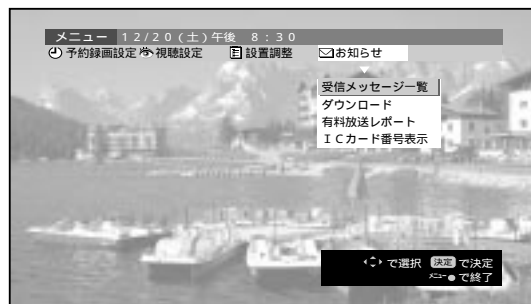 メニュー 12/20(土)午後 8:30
予約録画設定 視聴設定 設置調整 お知らせ
受信メッセージ一覧
ダウンロード
有料放送レポート
ICカード番号表示
で選択 決定 で決定
メニュー で終了